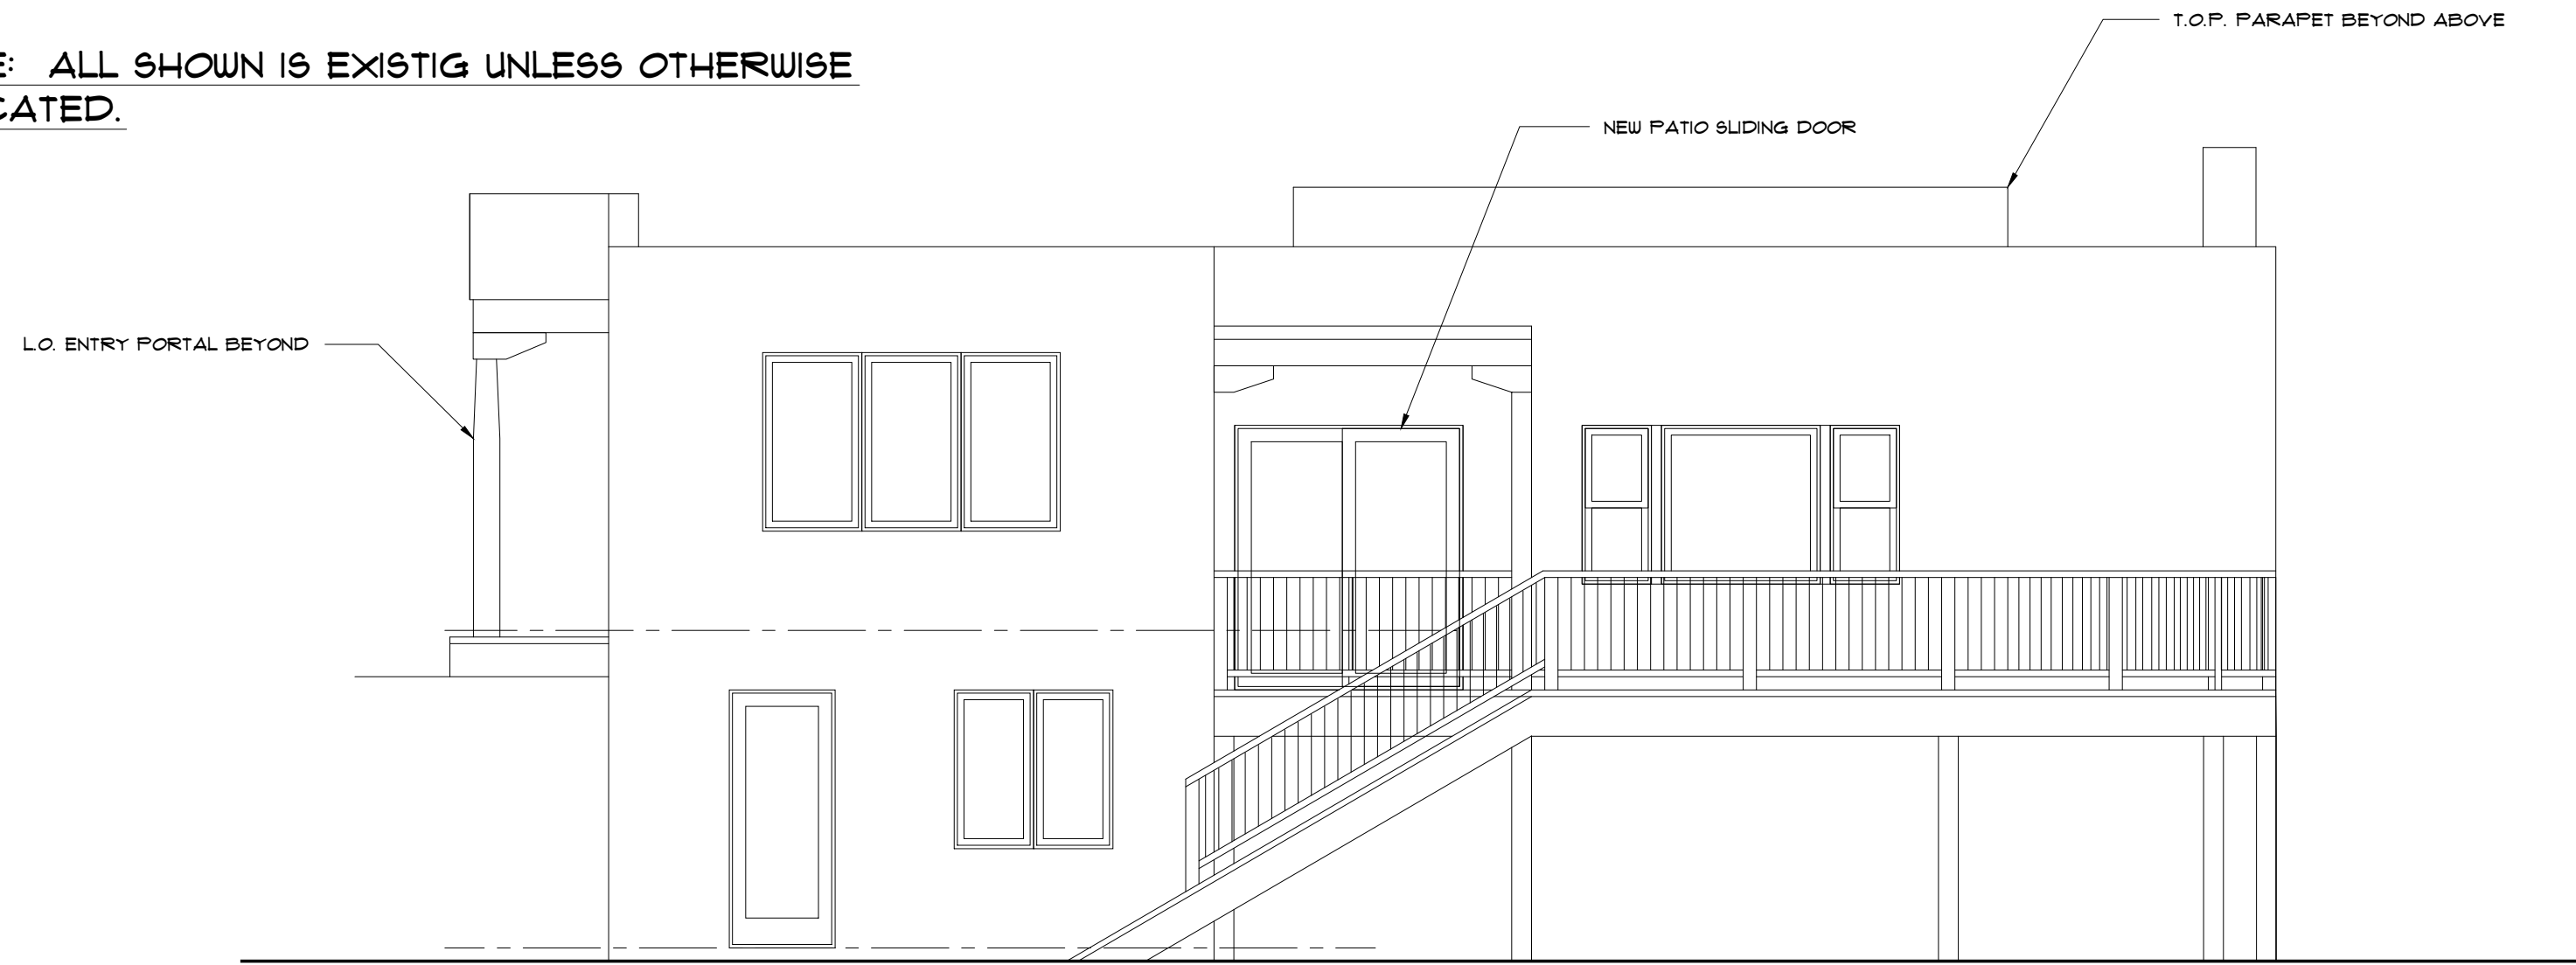 E: ALL SHOWN IS EXISTIG UNLESS OTHERWISE
CATED.
T.O.P. PARAPET BEYOND ABOVE
NEW PATIO SLIDING DOOR
L.O. ENTRY PORTAL BEYOND